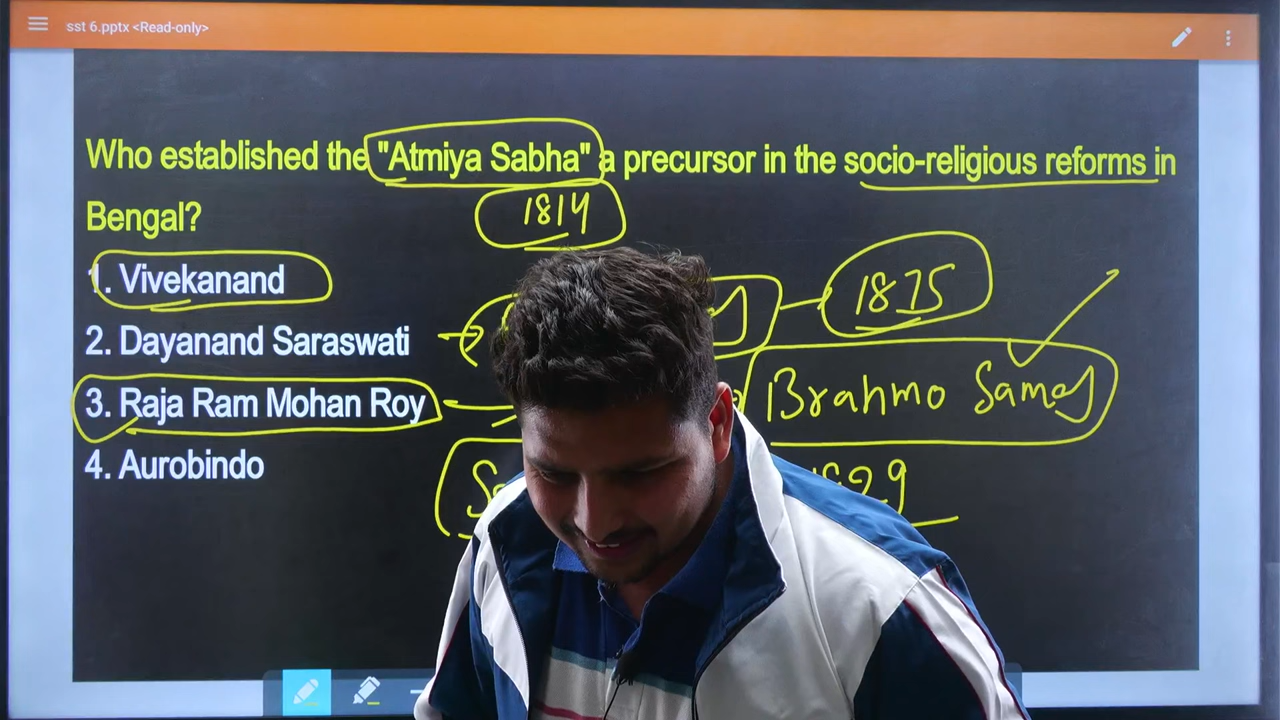 sst 6.pptx <Read-only>
Who established the "Atmiya Sabha" a precursor in the socio-religious reforms in
Bengal?
1814
1. Vivekanand
1875
2. Dayanand Saraswati
3. Raja Ram Mohan Roy
Brahmo Samaj
4. Aurobindo